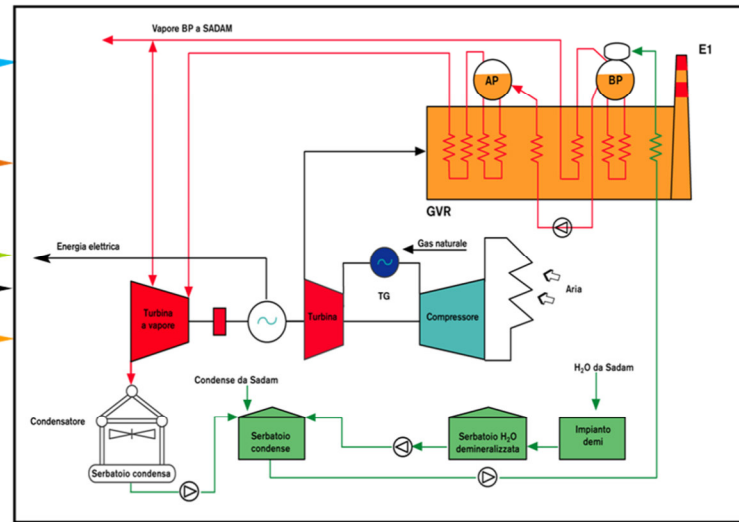 Vapore BP a SADAM
E1
AP
BP
GVR
Energia elettrica
Gas naturale
TG
Aria
Turbina
a vapore
Turbina
Compressore
Condense da Sadam
H₂O da Sadam
Condensatore
Serbatoio
condense
Serbatoio H₂O
demineralizzata
Impianto
demi
Serbatoio condensa